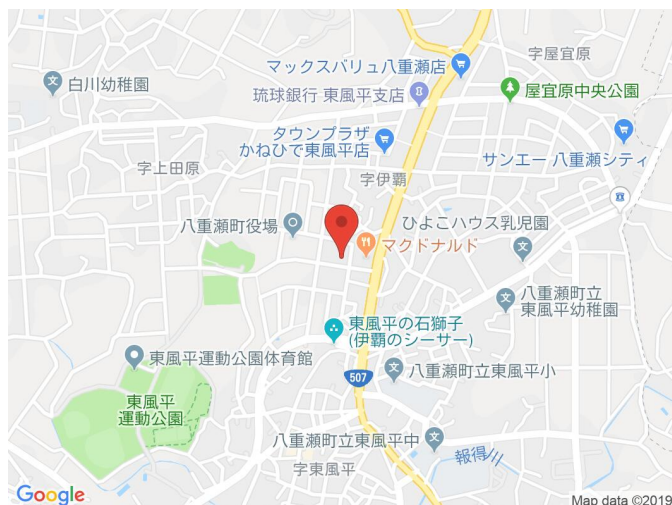 字屋宜原
マックスバリュ八重瀬店
白川幼稚園
屋宜原中央公園
琉球銀行 東風平支店
タウンプラザ
かねひで東風平店
サンエー 八重瀬シティ
字上田原
字伊覇
八重瀬町役場
ひよこハウス乳児園
マクドナルド
八重瀬町立
東風平幼稚園
東風平の石獅子
(伊覇のシーサー)
東風平運動公園体育館
507
八重瀬町立東風平小
東風平
運動公園
八重瀬町立東風平中
報得川
字東風平
Google
Map data ©2019